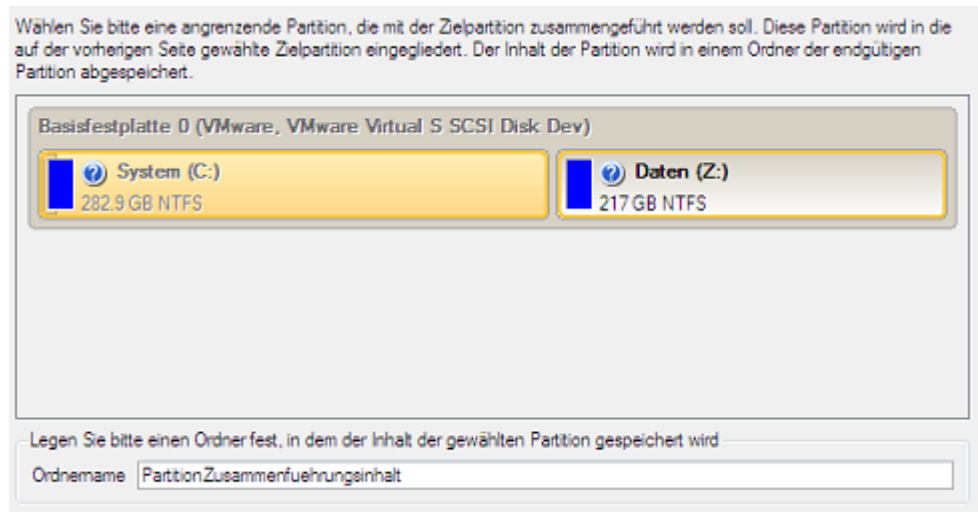 Wählen Sie bitte eine angrenzende Partition, die mit der Zielpartition zusammengeführt werden soll. Diese Partition wird in die
auf der vorherigen Seite gewählte Zielpartition eingegliedert. Der Inhalt der Partition wird in einem Ordner der endgültigen
Partition abgespeichert.
Basisfestplatte 0 (VMware, VMware Virtual S SCSI Disk Dev)
System (C:)
282.9 GB NTFS
Daten (Z:)
217 GB NTFS
Legen Sie bitte einen Ordner fest, in dem der Inhalt der gewählten Partition gespeichert wird
Ordnername PartitionZusammenfuehrungsinhalt